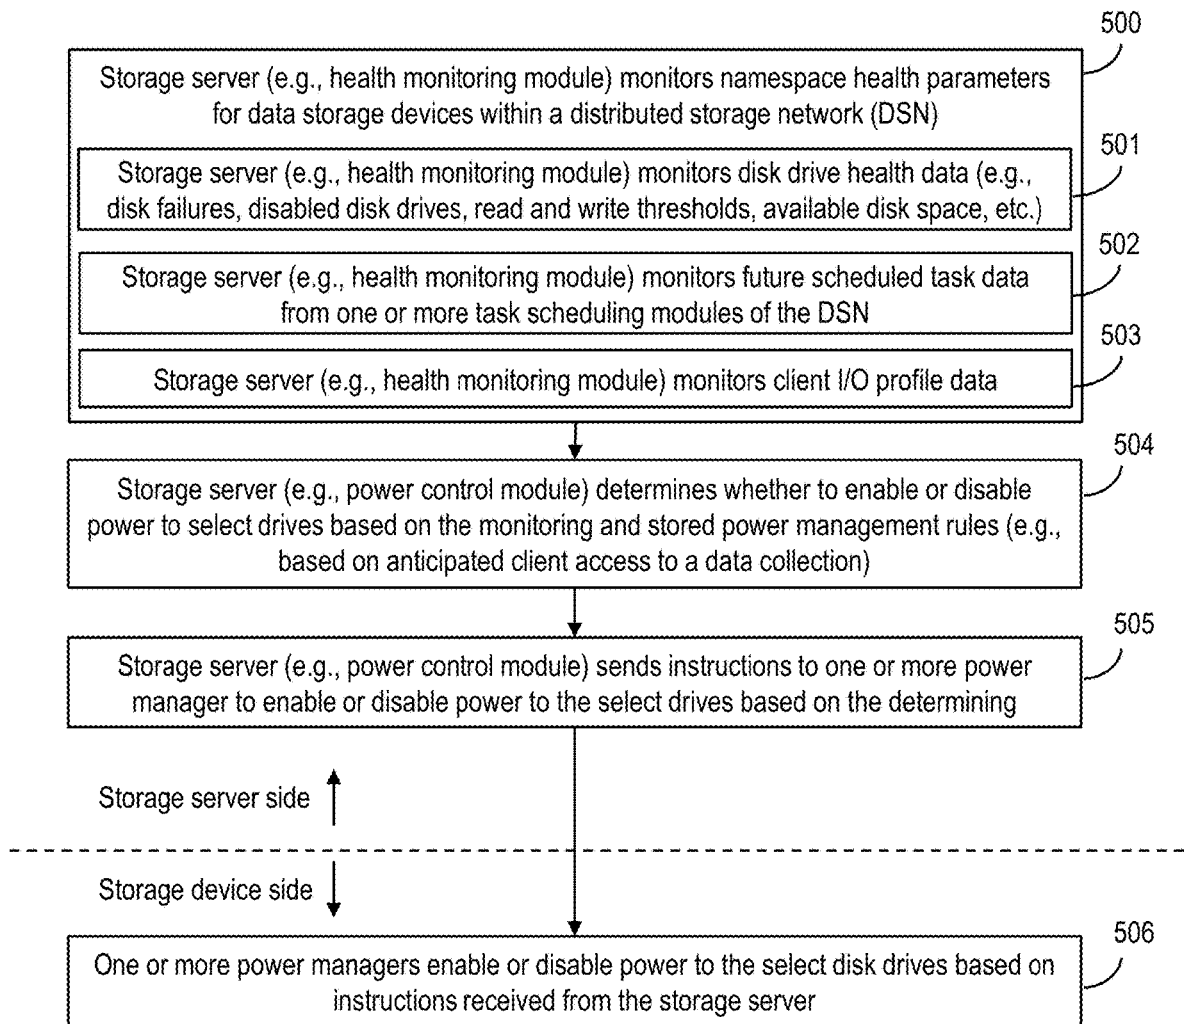 500
Storage server (e.g., health monitoring module) monitors namespace health parameters
for data storage devices within a distributed storage network (DSN)
501
Storage server (e.g., health monitoring module) monitors disk drive health data (e.g.,
disk failures, disabled disk drives, read and write thresholds, available disk space, etc.)
502
Storage server (e.g., health monitoring module) monitors future scheduled task data
from one or more task scheduling modules of the DSN
503
Storage server (e.g., health monitoring module) monitors client I/O profile data
504
Storage server (e.g., power control module) determines whether to enable or disable
power to select drives based on the monitoring and stored power management rules (e.g.,
based on anticipated client access to a data collection)
505
Storage server (e.g., power control module) sends instructions to one or more power
manager to enable or disable power to the select drives based on the determining
Storage server side
Storage device side
506
One or more power managers enable or disable power to the select disk drives based on
instructions received from the storage server